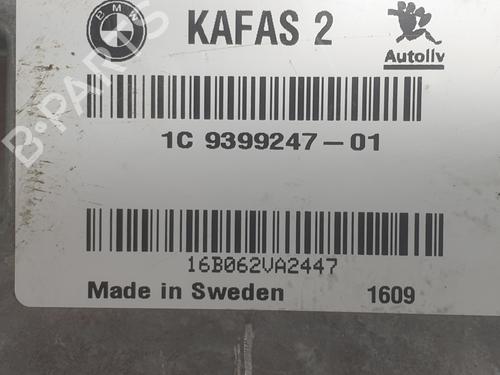 BMW
KAFAS 2
Autoliv
1C 9399247-01
16B062VA2447
Made in Sweden 1609
B-PARTS